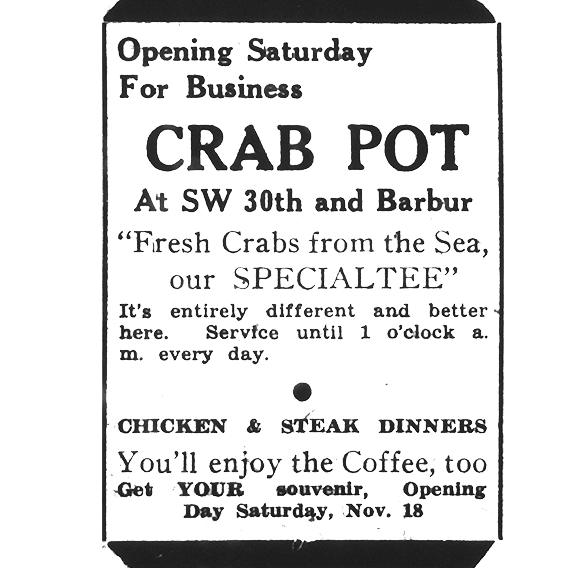 Opening Saturday
For Business
CRAB POT
At SW 30th and Barbur
"Fresh Crabs from the Sea,
our SPECIALTEE"
It's entirely different and better
here. Service until 1 o'clock a.
m. every day.
CHICKEN & STEAK DINNERS
You'll enjoy the Coffee, too
Get YOUR souvenir, Opening
Day Saturday, Nov. 18